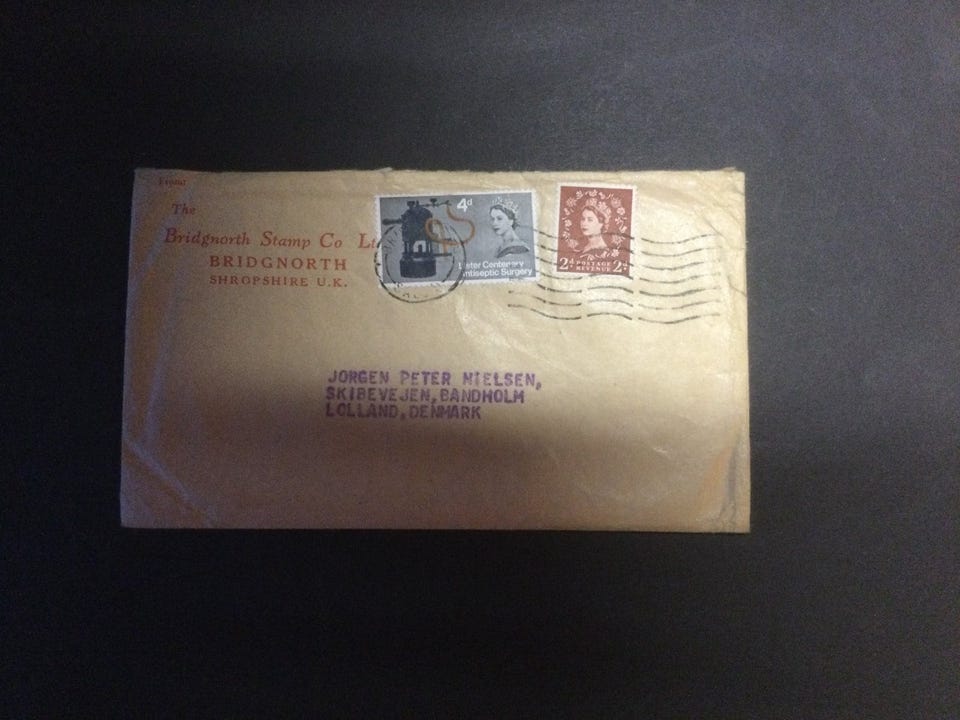 From
The
Bridgnorth Stamp Co Lt
BRIDGNORTH
SHROPSHIRE U.K.
4d
Lister Centenary
Antiseptic Surgery
2d POSTAGE 2d
REVENUE
JORGEN PETER NIELSEN,
SKIBEVEJEN, BANDHOLM
LOLLAND, DENMARK